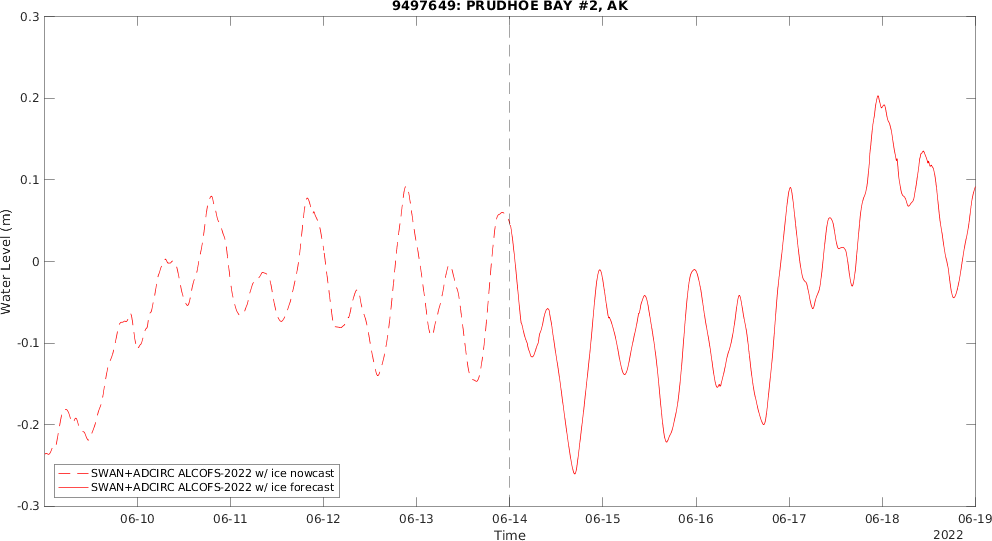 9497649: PRUDHOE BAY #2, AK
0.3
0.2
0.1
0
-0.1
-0.2
-0.3
Water Level (m)
SWAN+ADCIRC ALCOFS-2022 w/ ice nowcast
SWAN+ADCIRC ALCOFS-2022 w/ ice forecast
06-10 06-11 06-12 06-13 06-14 06-15 06-16 06-17 06-18 06-19
Time
2022